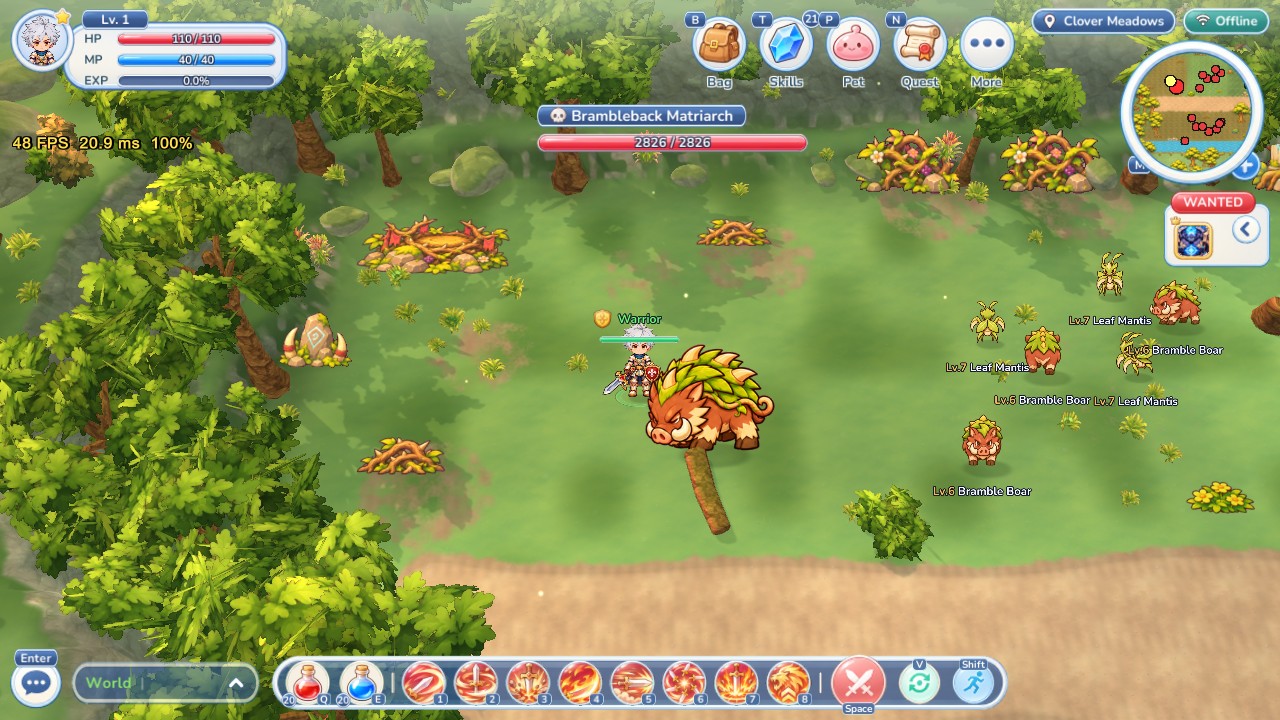 Lv. 1
HP 110 / 110
MP 40 / 40
EXP 0.0%
48 FPS 20.9 ms 100%
B T 21 P N
Bag Skills Pet Quest More
Clover Meadows
Offline
M
WANTED
Brambleback Matriarch
2826 / 2826
Warrior
Lv.7 Leaf Mantis
Lv.6 Bramble Boar
Lv.7 Leaf Mantis
Lv.6 Bramble Boar
Lv.7 Leaf Mantis
Lv.6 Bramble Boar
Enter
World
20 Q
20 E
1 2 3 4 5 6 7 8
Space
V
Shift